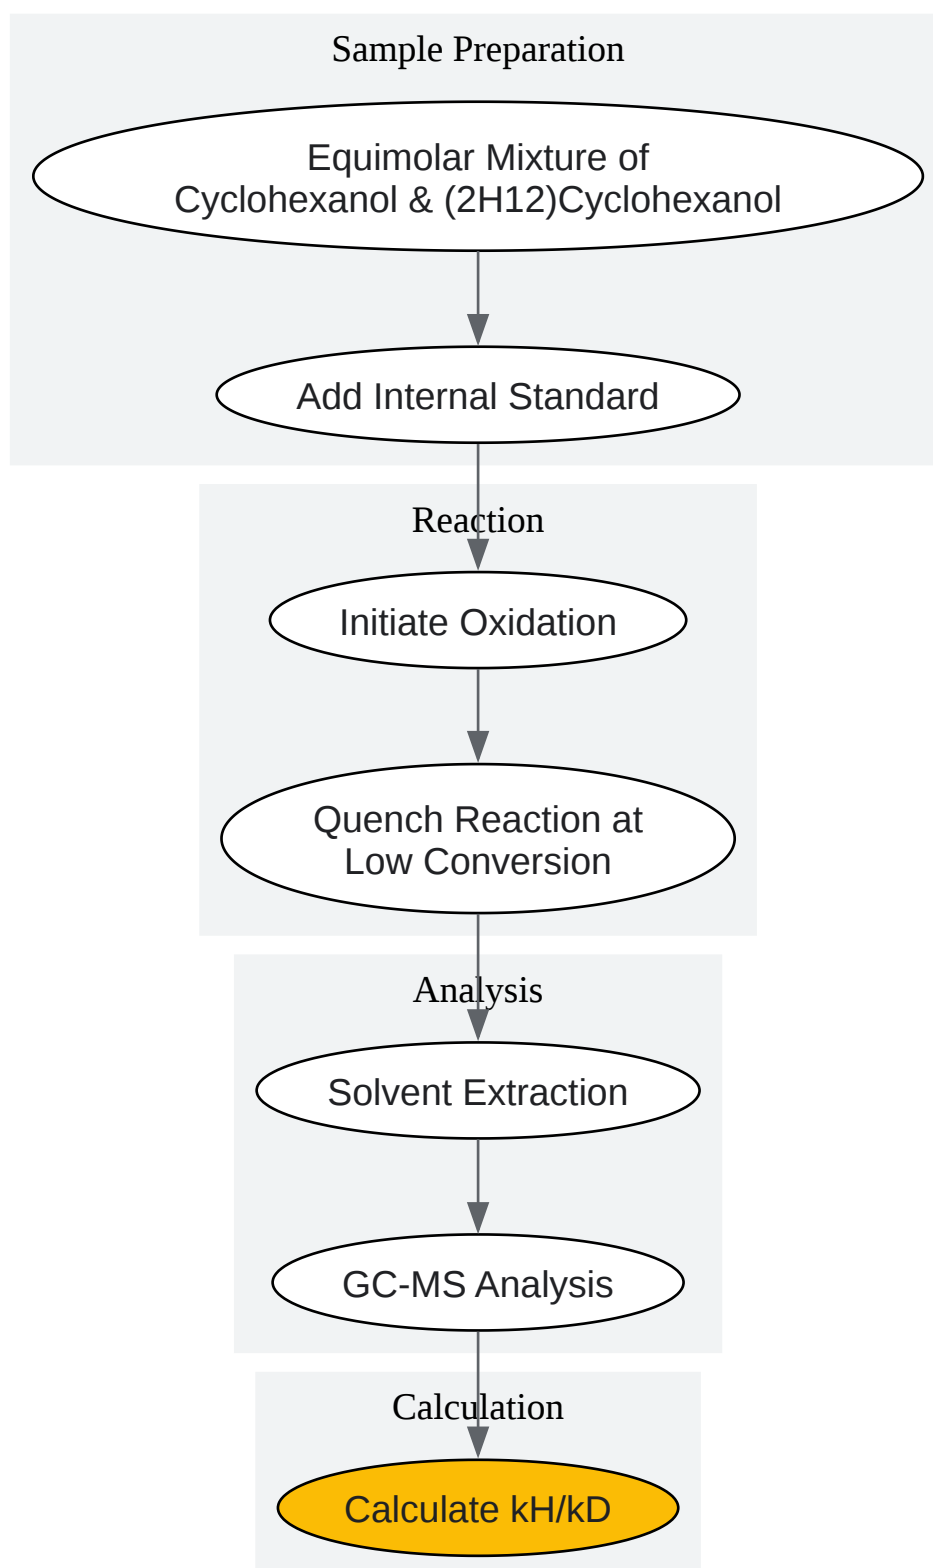 Sample Preparation
Equimolar Mixture of
Cyclohexanol & (2H12)Cyclohexanol
Add Internal Standard
Reaction
Initiate Oxidation
Quench Reaction at
Low Conversion
Analysis
Solvent Extraction
GC-MS Analysis
Calculation
Calculate kH/kD